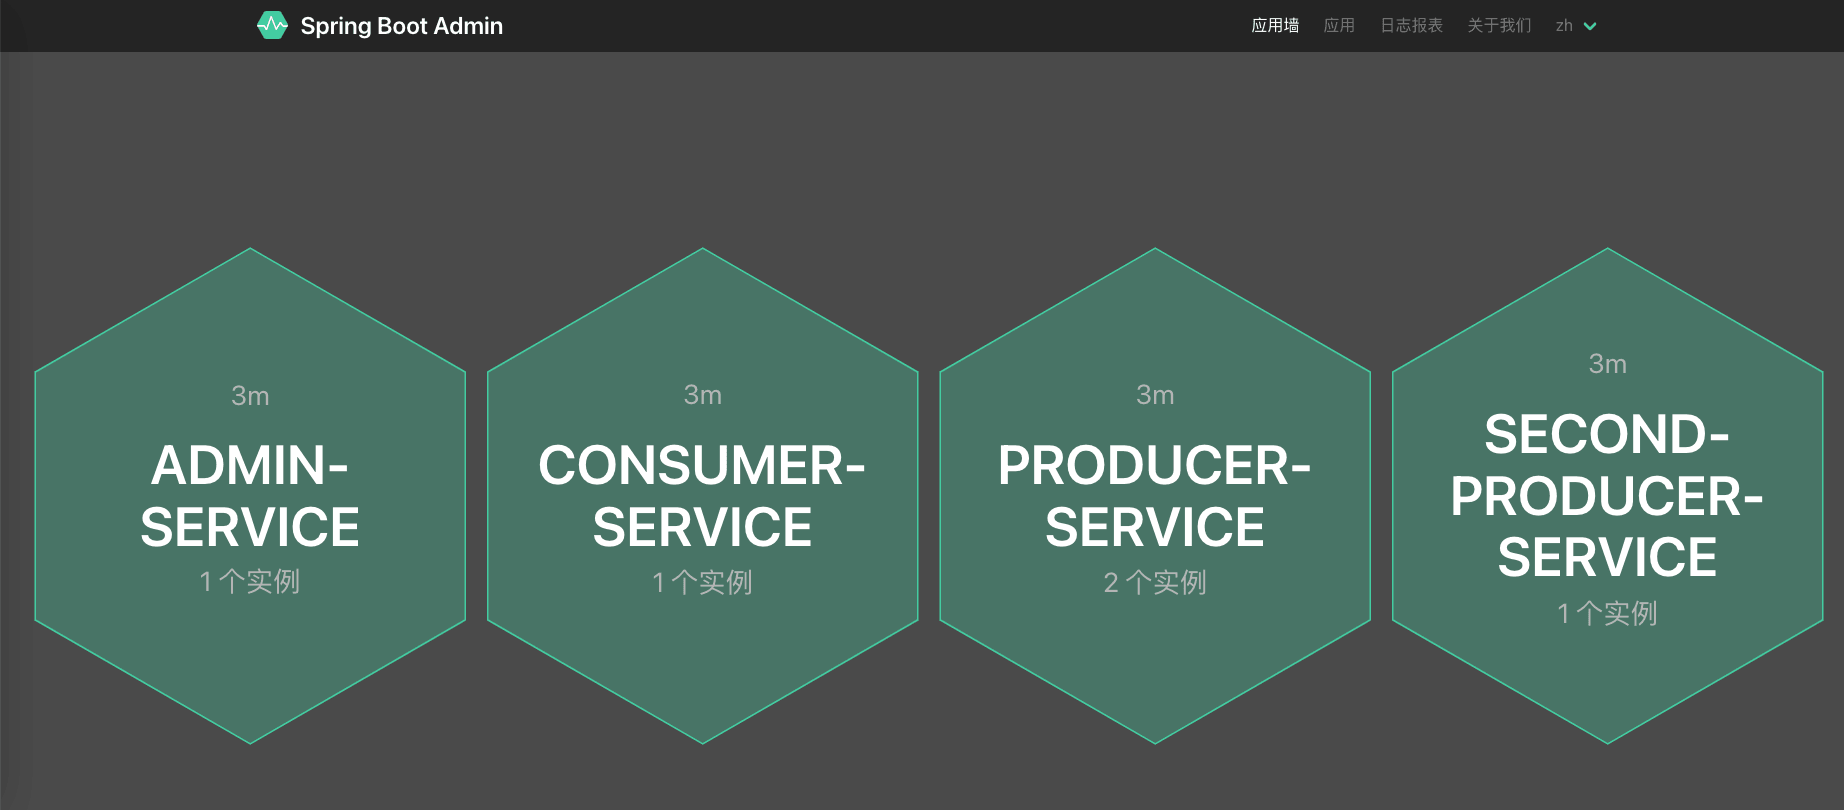 Spring Boot Admin
应用墙 应用 日志报表 关于我们 zh
3m
ADMIN-
SERVICE
1 个实例
3m
CONSUMER-
SERVICE
1 个实例
3m
PRODUCER-
SERVICE
2 个实例
3m
SECOND-
PRODUCER-
SERVICE
1 个实例